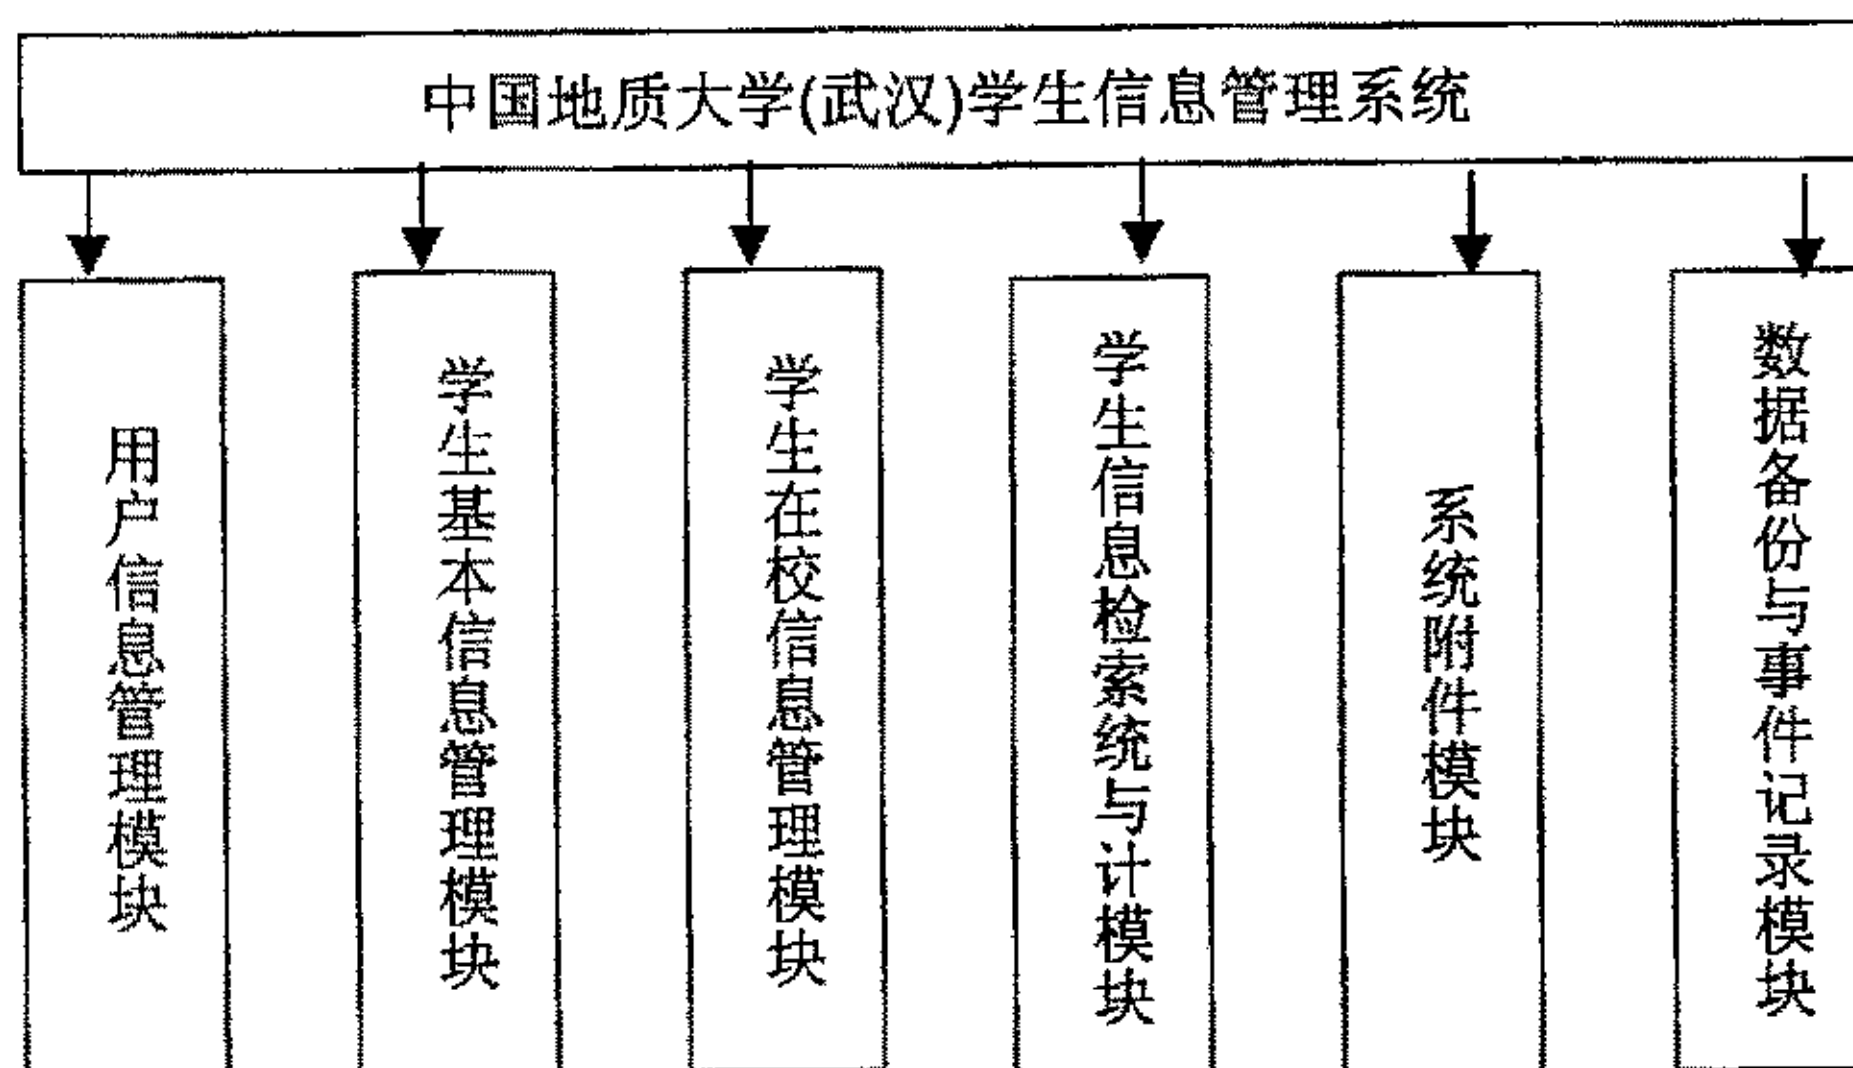 中国地质大学(武汉)学生信息管理系统
用户信息管理模块
学生基本信息管理模块
学生在校信息管理模块
学生信息检索统与计模块
系统附件模块
数据备份与事件记录模块